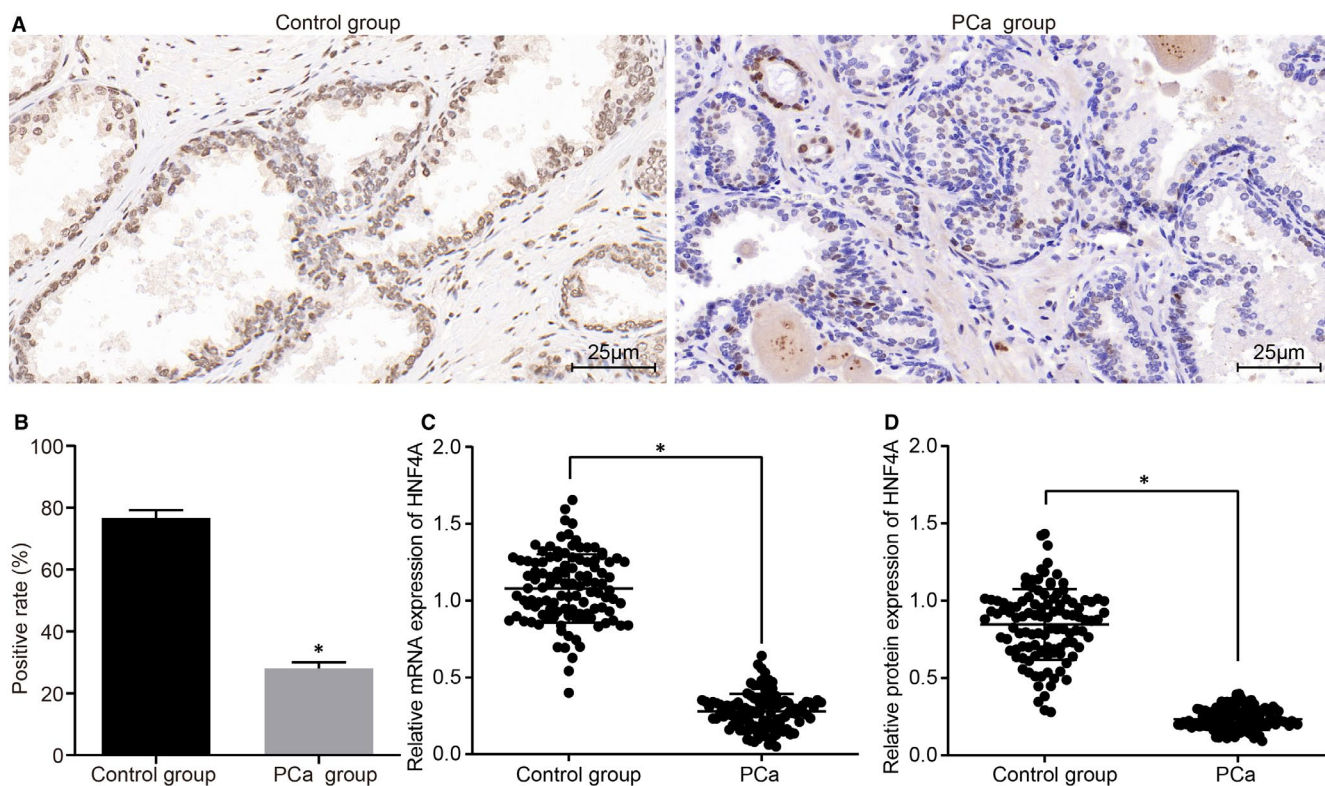 A
Control group
PCa group
25μm
25μm
B
Positive rate (%)
100
80
60
40
20
0
*
Control group
PCa group
C
Relative mRNA expression of HNF4A
2.0
1.5
1.0
0.5
0.0
*
Control group
PCa
D
Relative protein expression of HNF4A
2.0
1.5
1.0
0.5
0.0
*
Control group
PCa